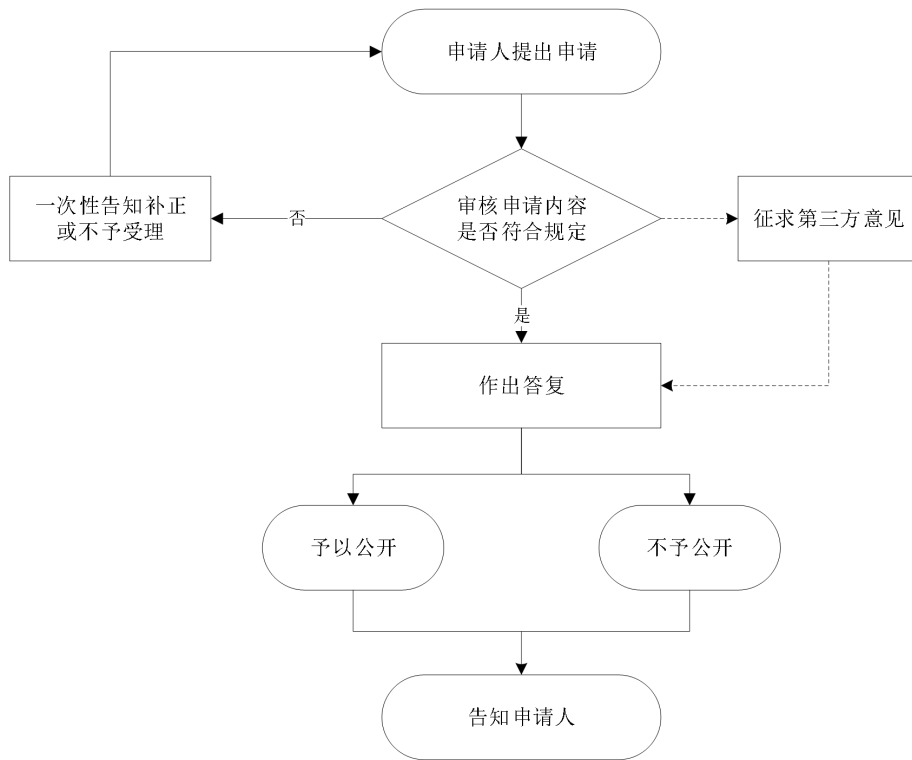 申请人提出申请
一次性告知补正
或不予受理
否
审核申请内容
是否符合规定
征求第三方意见
是
作出答复
予以公开
不予公开
告知申请人